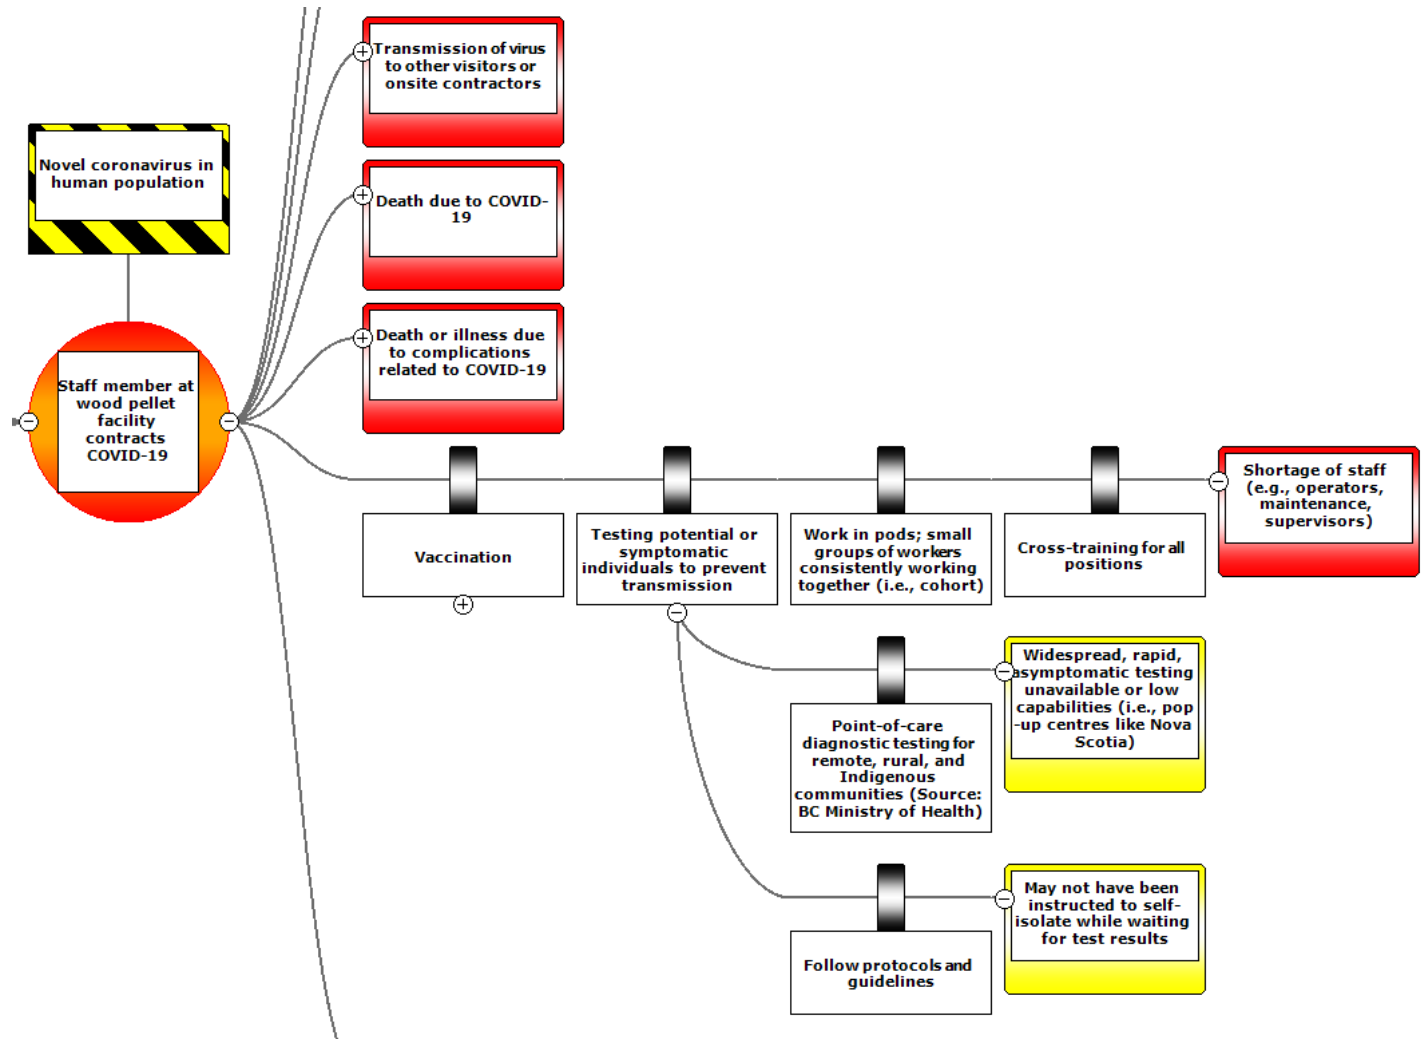 Transmission of virus
to other visitors or
onsite contractors
Novel coronavirus in
human population
Death due to COVID-
19
Death or illness due
to complications
related to COVID-19
Staff member at
wood pellet
facility
contracts
COVID-19
Vaccination
Testing potential or
symptomatic
individuals to prevent
transmission
Work in pods; small
groups of workers
consistently working
together (i.e., cohort)
Cross-training for all
positions
Shortage of staff
(e.g., operators,
maintenance,
supervisors)
Point-of-care
diagnostic testing for
remote, rural, and
Indigenous
communities (Source:
BC Ministry of Health)
Widespread, rapid,
asymptomatic testing
unavailable or low
capabilities (i.e., pop
-up centres like Nova
Scotia)
Follow protocols and
guidelines
May not have been
instructed to self-
isolate while waiting
for test results